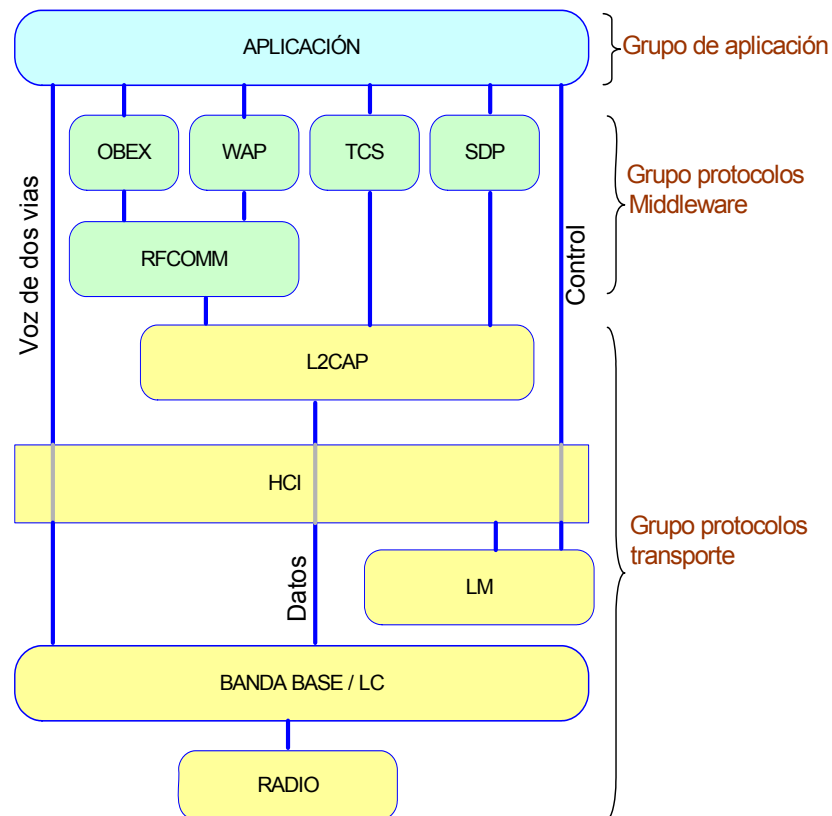 APLICACIÓN
Grupo de aplicación
OBEX
WAP
TCS
SDP
Grupo protocolos
Middleware
RFCOMM
Voz de dos vias
Control
L2CAP
HCI
Grupo protocolos
transporte
LM
Datos
BANDA BASE / LC
RADIO